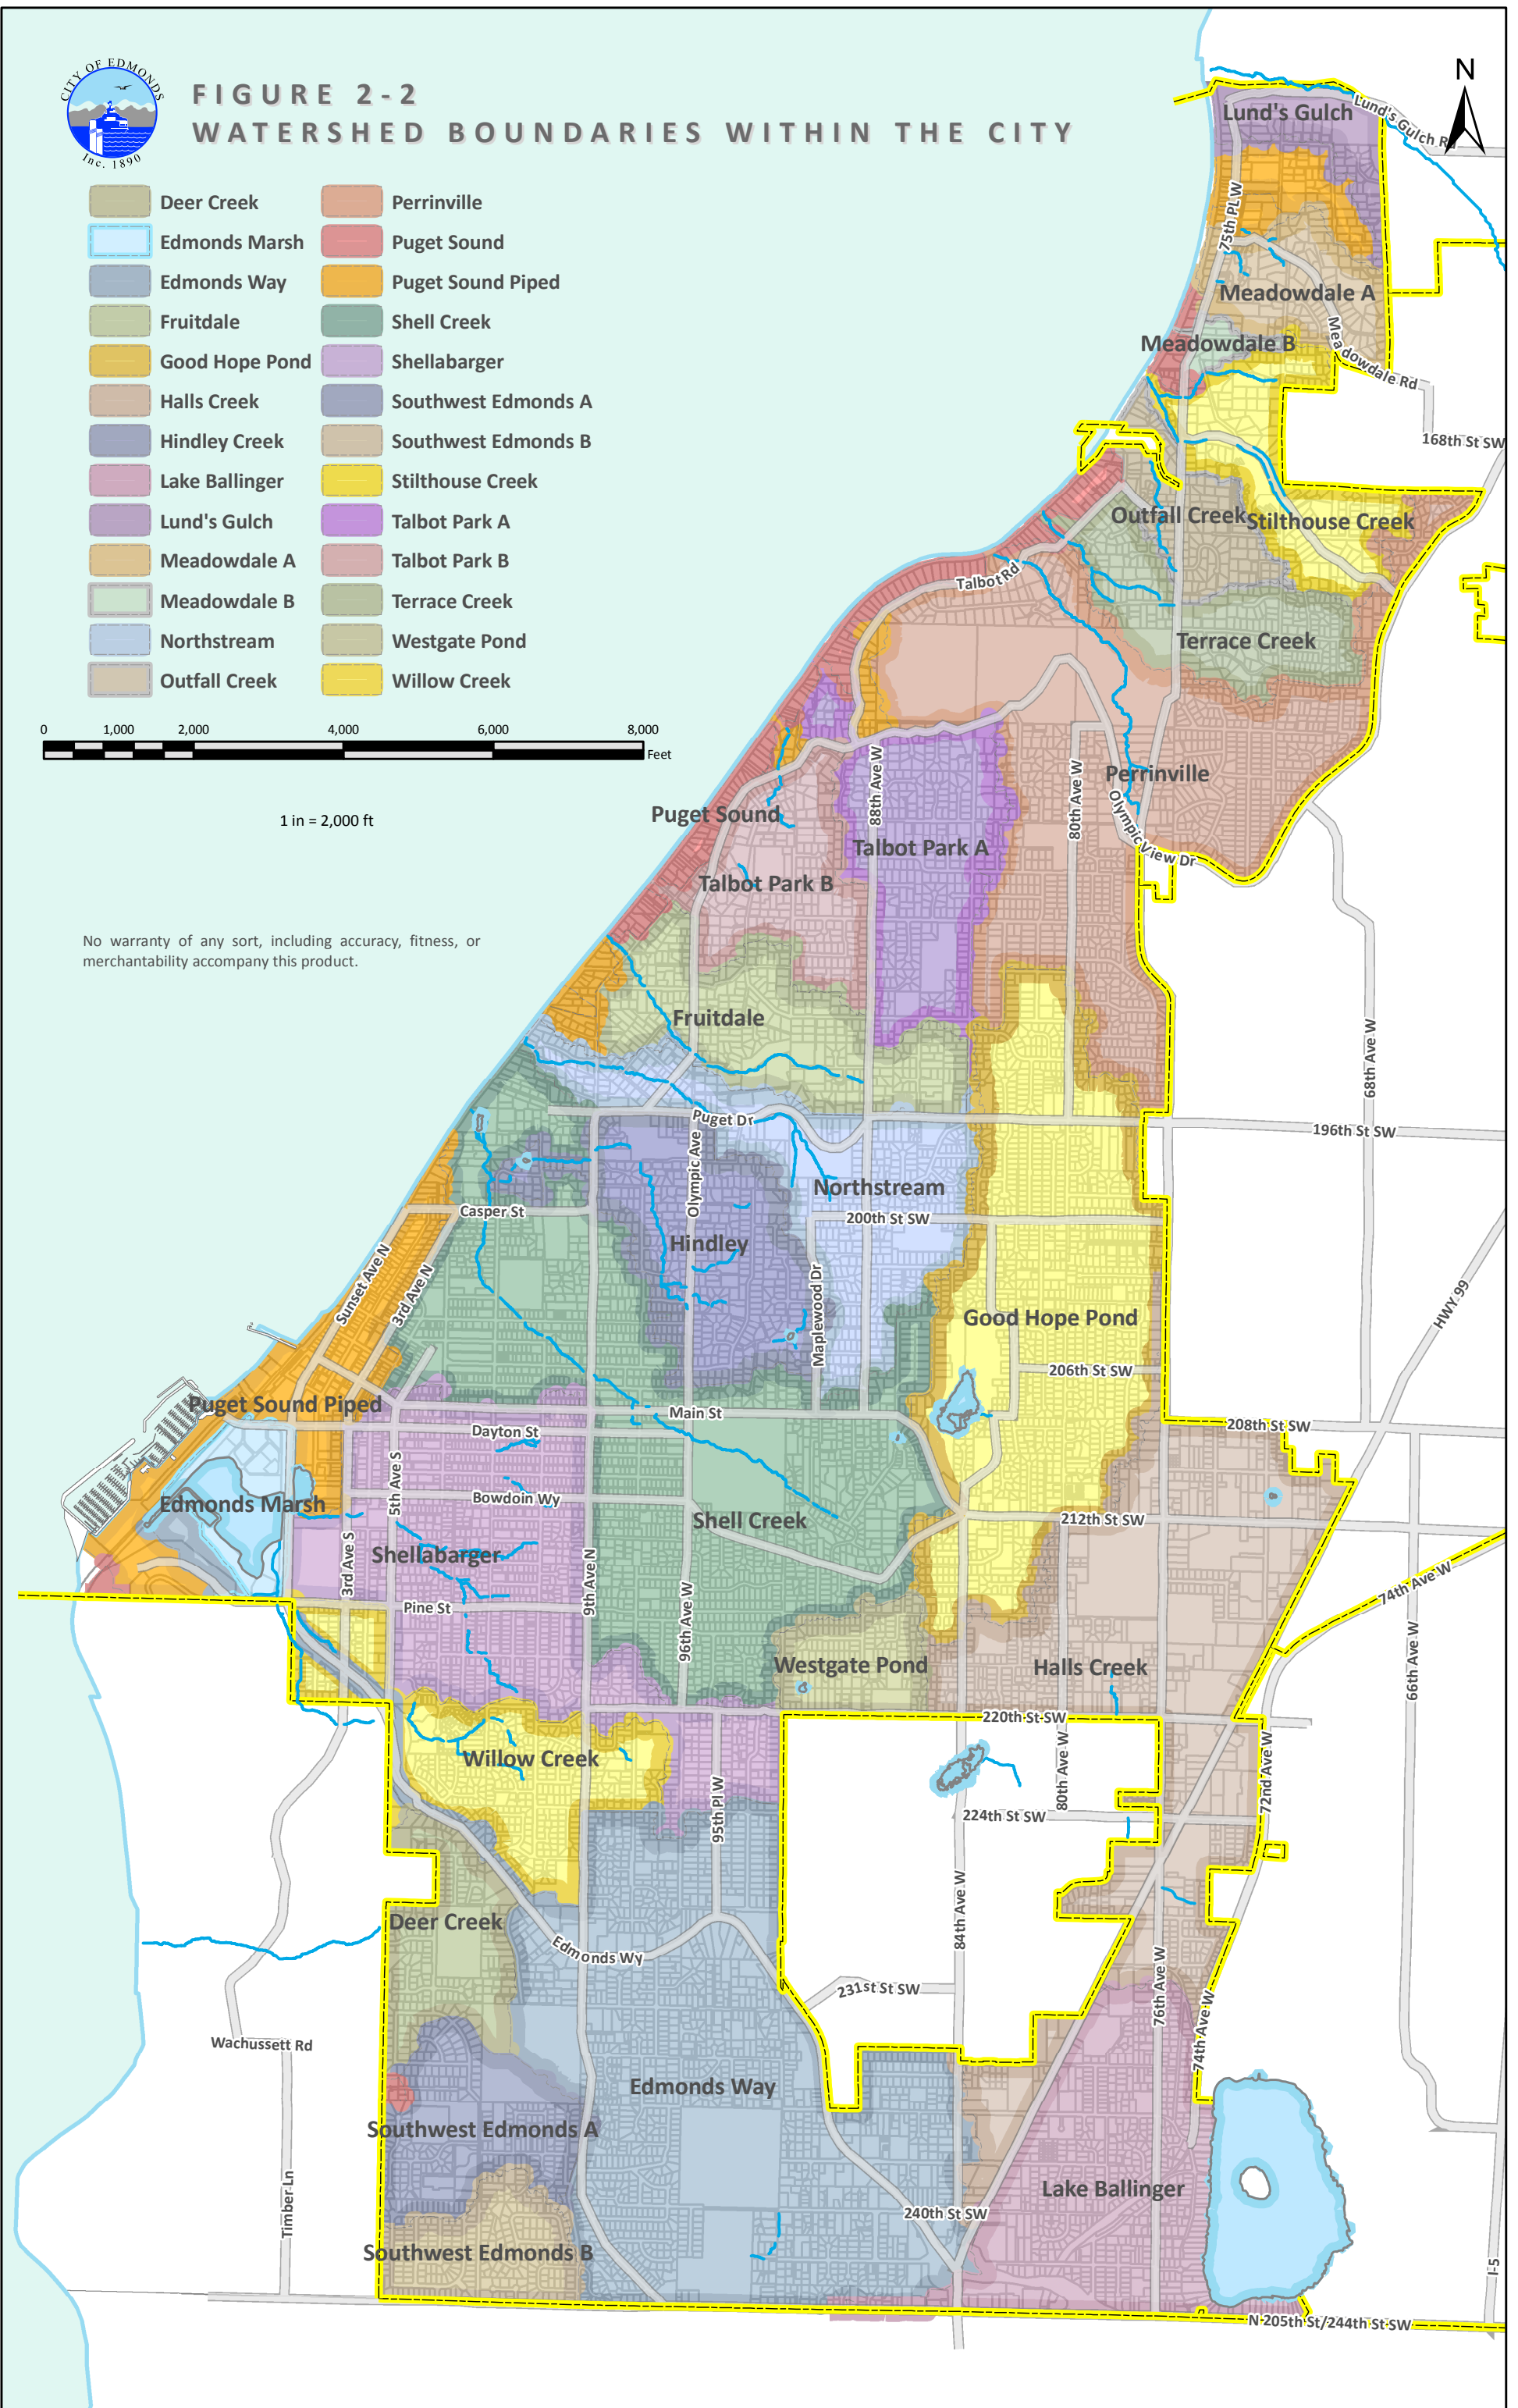 CITY OF EDMONDS
Inc. 1890
FIGURE 2-2
WATERSHED BOUNDARIES WITHIN THE CITY
N
Deer Creek
Edmonds Marsh
Edmonds Way
Fruitdale
Good Hope Pond
Halls Creek
Hindley Creek
Lake Ballinger
Lund's Gulch
Meadowdale A
Meadowdale B
Northstream
Outfall Creek
Perrinville
Puget Sound
Puget Sound Piped
Shell Creek
Shellabarger
Southwest Edmonds A
Southwest Edmonds B
Stilthouse Creek
Talbot Park A
Talbot Park B
Terrace Creek
Westgate Pond
Willow Creek
0 1,000 2,000 4,000 6,000 8,000
Feet
1 in = 2,000 ft
No warranty of any sort, including accuracy, fitness, or
merchantability accompany this product.
Lund's Gulch
Lund's Gulch Rd
75th PL W
Meadowdale A
Meadowdale B
Meadowdale Rd
168th St SW
Outfall Creek
Stilthouse Creek
Talbot Rd
Terrace Creek
Perrinville
88th Ave W
80th Ave W
Olympic View Dr
Puget Sound
Talbot Park A
Talbot Park B
Fruitdale
68th Ave W
Puget Dr
196th St SW
Olympic Ave
Northstream
Casper St
200th St SW
Hindley
Sunset Ave N
3rd Ave N
Maplewood Dr
Good Hope Pond
HWY 99
206th St SW
Puget Sound Piped
Main St
208th St SW
Dayton St
5th Ave S
Bowdoin Wy
Edmonds Marsh
Shell Creek
212th St SW
Shellabarger
3rd Ave S
9th Ave N
74th Ave W
Pine St
96th Ave W
66th Ave W
Westgate Pond
Halls Creek
220th St SW
Willow Creek
80th Ave W
72nd Ave W
95th Pl W
224th St SW
84th Ave W
Deer Creek
Edmonds Wy
231st St SW
76th Ave W
74th Ave W
Wachussett Rd
Edmonds Way
Southwest Edmonds A
Lake Ballinger
Timber Ln
240th St SW
Southwest Edmonds B
I-5
N 205th St/244th St SW